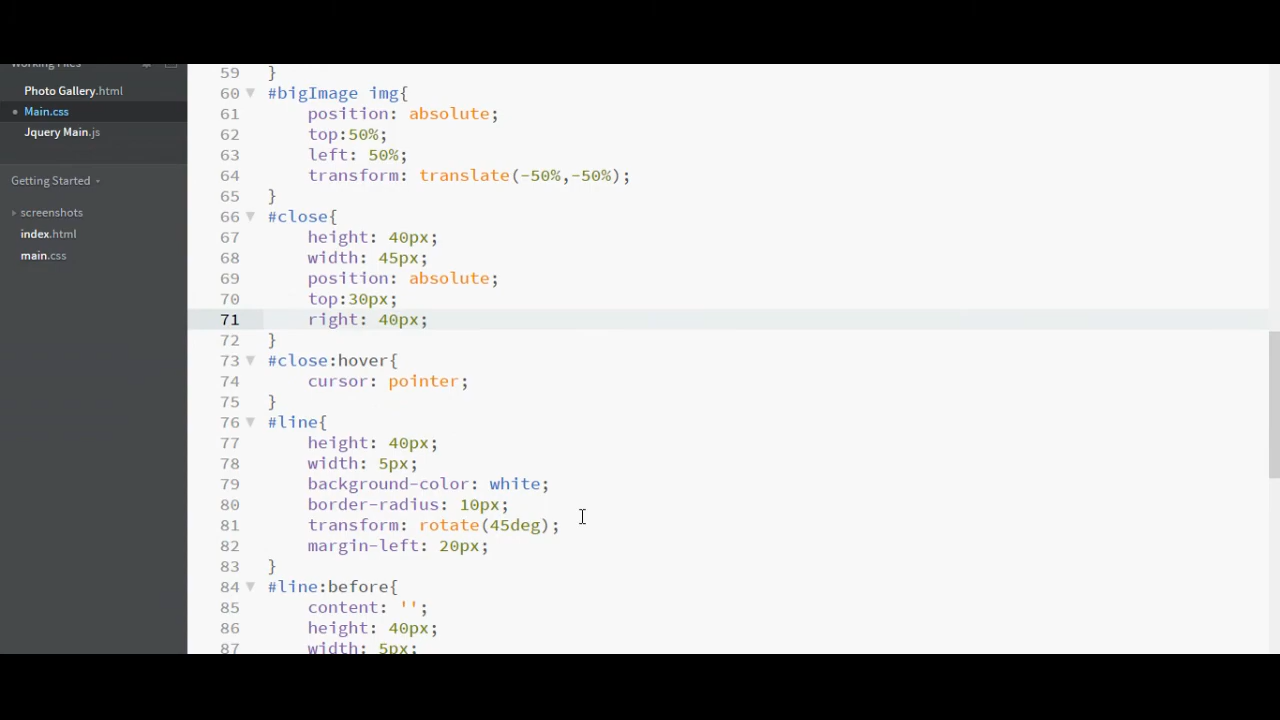 Working Files
Photo Gallery.html
Main.css
Jquery Main.js
Getting Started
screenshots
index.html
main.css
59 }
60 #bigImage img{
61 position: absolute;
62 top:50%;
63 left: 50%;
64 transform: translate(-50%,-50%);
65 }
66 #close{
67 height: 40px;
68 width: 45px;
69 position: absolute;
70 top:30px;
71 right: 40px;
72 }
73 #close:hover{
74 cursor: pointer;
75 }
76 #line{
77 height: 40px;
78 width: 5px;
79 background-color: white;
80 border-radius: 10px;
81 transform: rotate(45deg);
82 margin-left: 20px;
83 }
84 #line:before{
85 content: '';
86 height: 40px;
87 width: 5px;